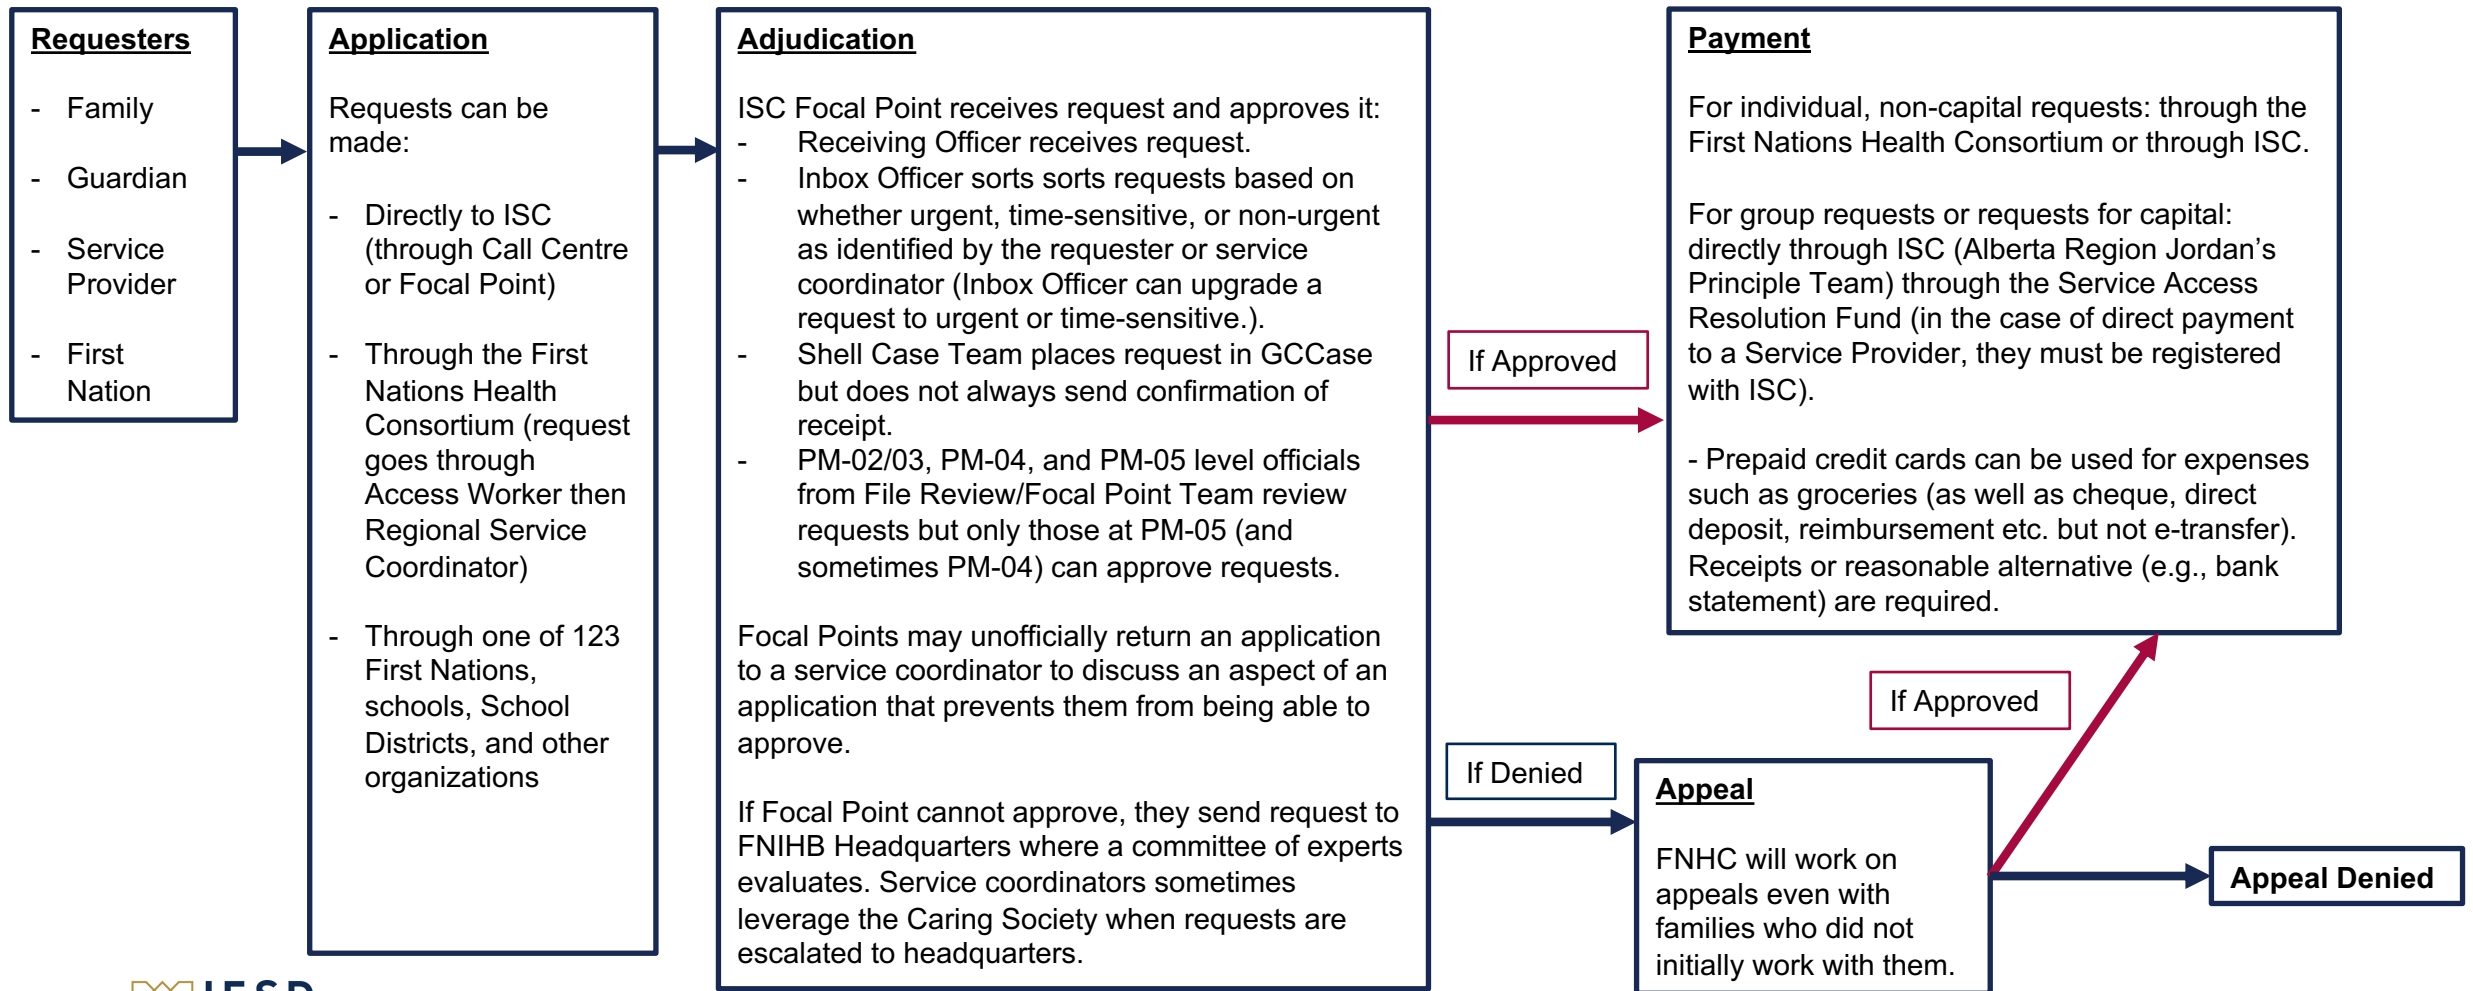 Requesters
- Family
- Guardian
- Service
Provider
- First
Nation
Application
Requests can be
made:
- Directly to ISC
(through Call Centre
or Focal Point)
- Through the First
Nations Health
Consortium (request
goes through
Access Worker then
Regional Service
Coordinator)
- Through one of 123
First Nations,
schools, School
Districts, and other
organizations
Adjudication
ISC Focal Point receives request and approves it:
- Receiving Officer receives request.
- Inbox Officer sorts sorts requests based on
whether urgent, time-sensitive, or non-urgent
as identified by the requester or service
coordinator (Inbox Officer can upgrade a
request to urgent or time-sensitive.).
- Shell Case Team places request in GCCase
but does not always send confirmation of
receipt.
- PM-02/03, PM-04, and PM-05 level officials
from File Review/Focal Point Team review
requests but only those at PM-05 (and
sometimes PM-04) can approve requests.
Focal Points may unofficially return an application
to a service coordinator to discuss an aspect of an
application that prevents them from being able to
approve.
If Focal Point cannot approve, they send request to
FNIHB Headquarters where a committee of experts
evaluates. Service coordinators sometimes
leverage the Caring Society when requests are
escalated to headquarters.
If Approved
If Denied
Payment
For individual, non-capital requests: through the
First Nations Health Consortium or through ISC.
For group requests or requests for capital:
directly through ISC (Alberta Region Jordan’s
Principle Team) through the Service Access
Resolution Fund (in the case of direct payment
to a Service Provider, they must be registered
with ISC).
- Prepaid credit cards can be used for expenses
such as groceries (as well as cheque, direct
deposit, reimbursement etc. but not e-transfer).
Receipts or reasonable alternative (e.g., bank
statement) are required.
If Approved
Appeal
FNHC will work on
appeals even with
families who did not
initially work with them.
Appeal Denied
IFSD